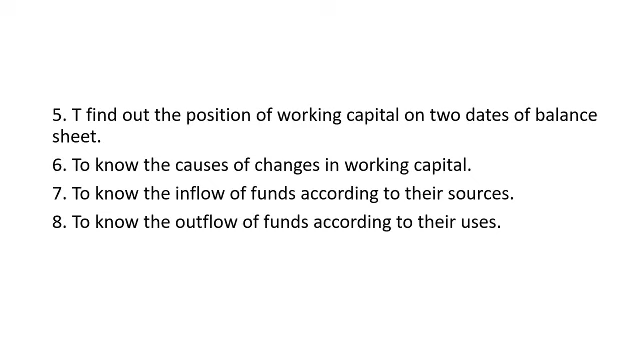 5. T find out the position of working capital on two dates of balance
sheet.
6. To know the causes of changes in working capital.
7. To know the inflow of funds according to their sources.
8. To know the outflow of funds according to their uses.